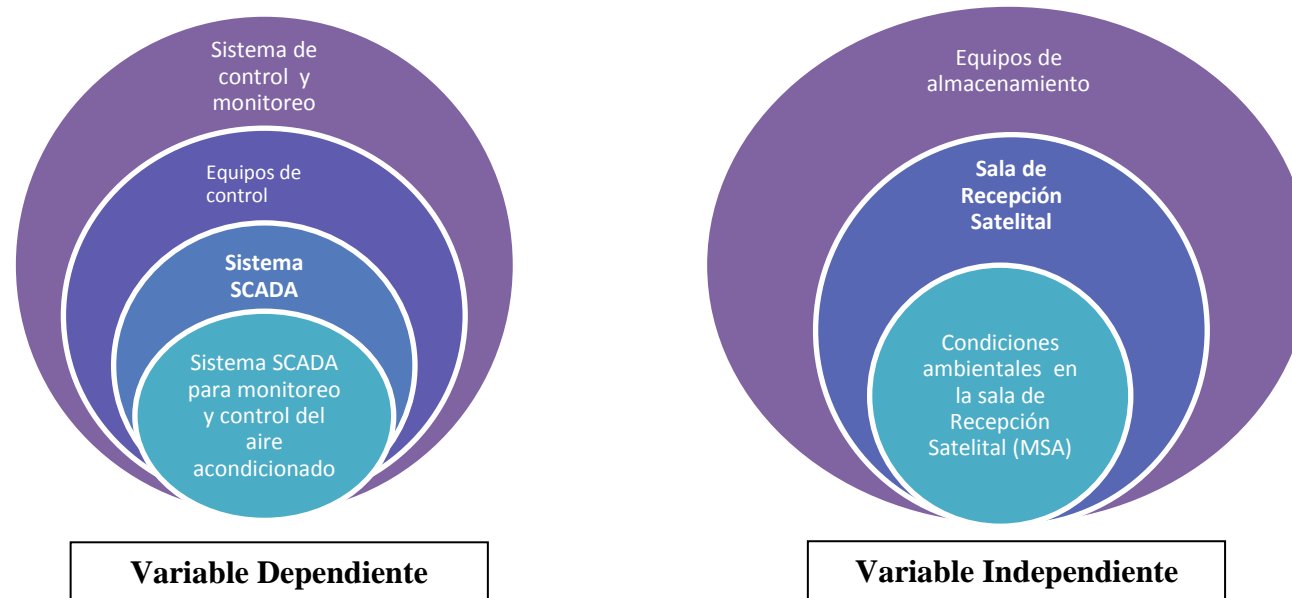 Sistema de
control y
monitoreo
Equipos de
control
Sistema
SCADA
Sistema SCADA
para monitoreo
y control del
aire
acondicionado
Variable Dependiente
Equipos de
almacenamiento
Sala de
Recepción
Satelital
Condiciones
ambientales en
la sala de
Recepción
Satelital (MSA)
Variable Independiente